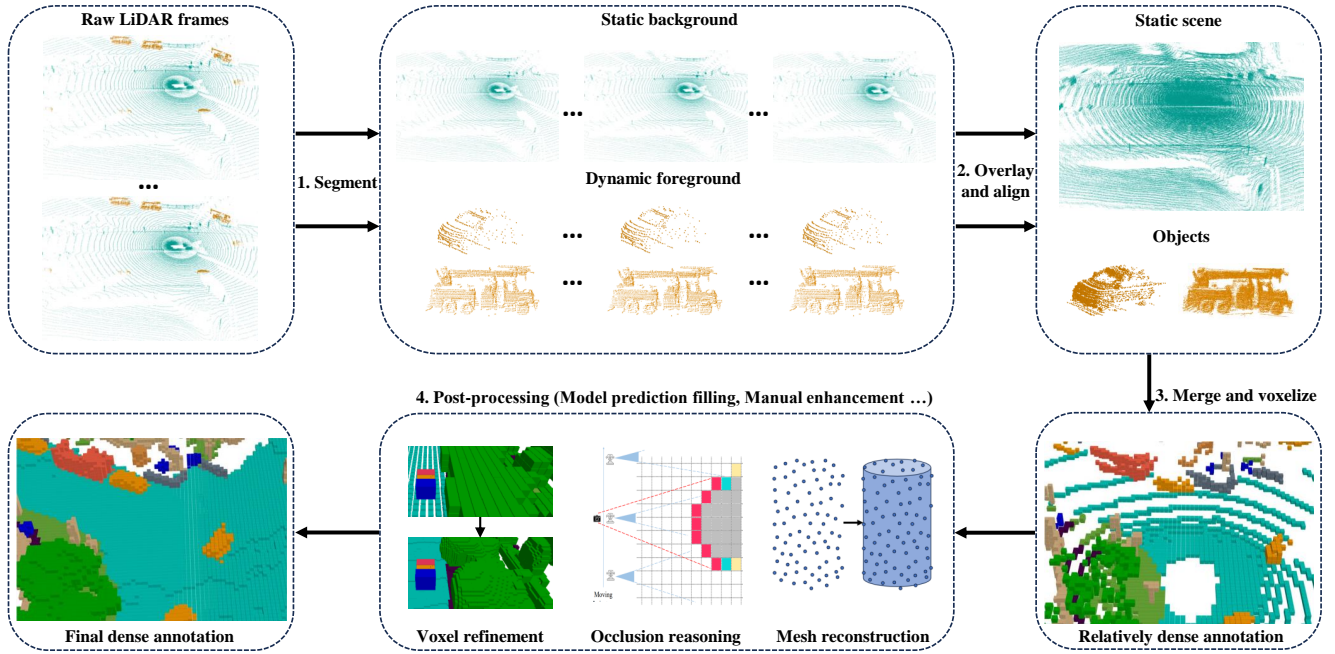 Raw LiDAR frames
...
1. Segment
Static background
... ...
Dynamic foreground
... ...
... ...
2. Overlay
and align
Static scene
Objects
3. Merge and voxelize
4. Post-processing (Model prediction filling, Manual enhancement ...)
Final dense annotation
Voxel refinement
Moving
Occlusion reasoning
Mesh reconstruction
Relatively dense annotation